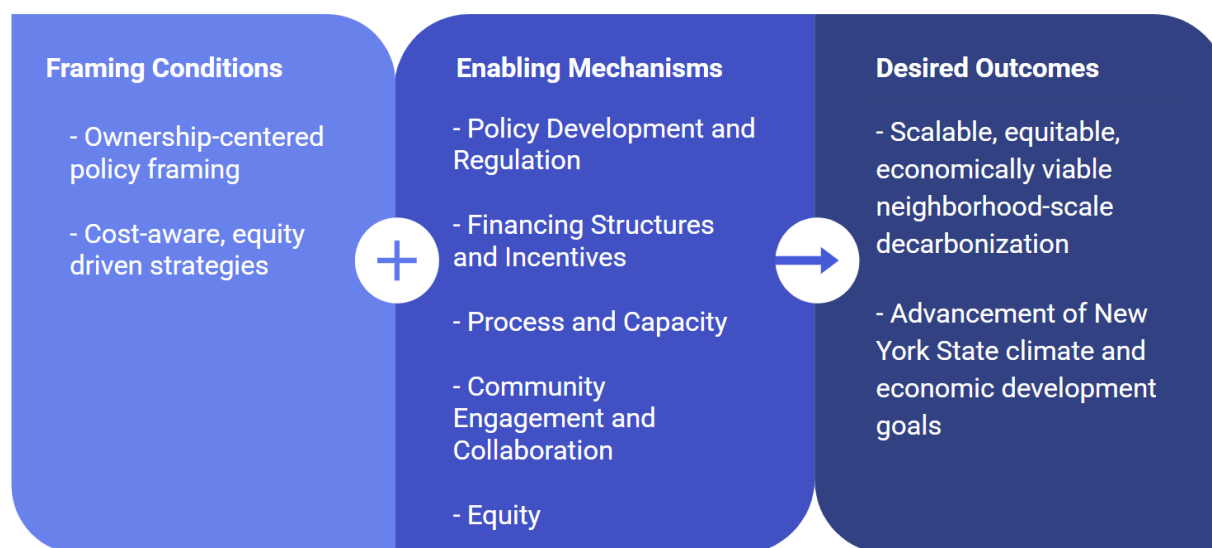 Framing Conditions
- Ownership-centered
policy framing
- Cost-aware, equity
driven strategies
+
Enabling Mechanisms
- Policy Development and
Regulation
- Financing Structures
and Incentives
- Process and Capacity
- Community
Engagement and
Collaboration
- Equity
Desired Outcomes
- Scalable, equitable,
economically viable
neighborhood-scale
decarbonization
- Advancement of New
York State climate and
economic development
goals